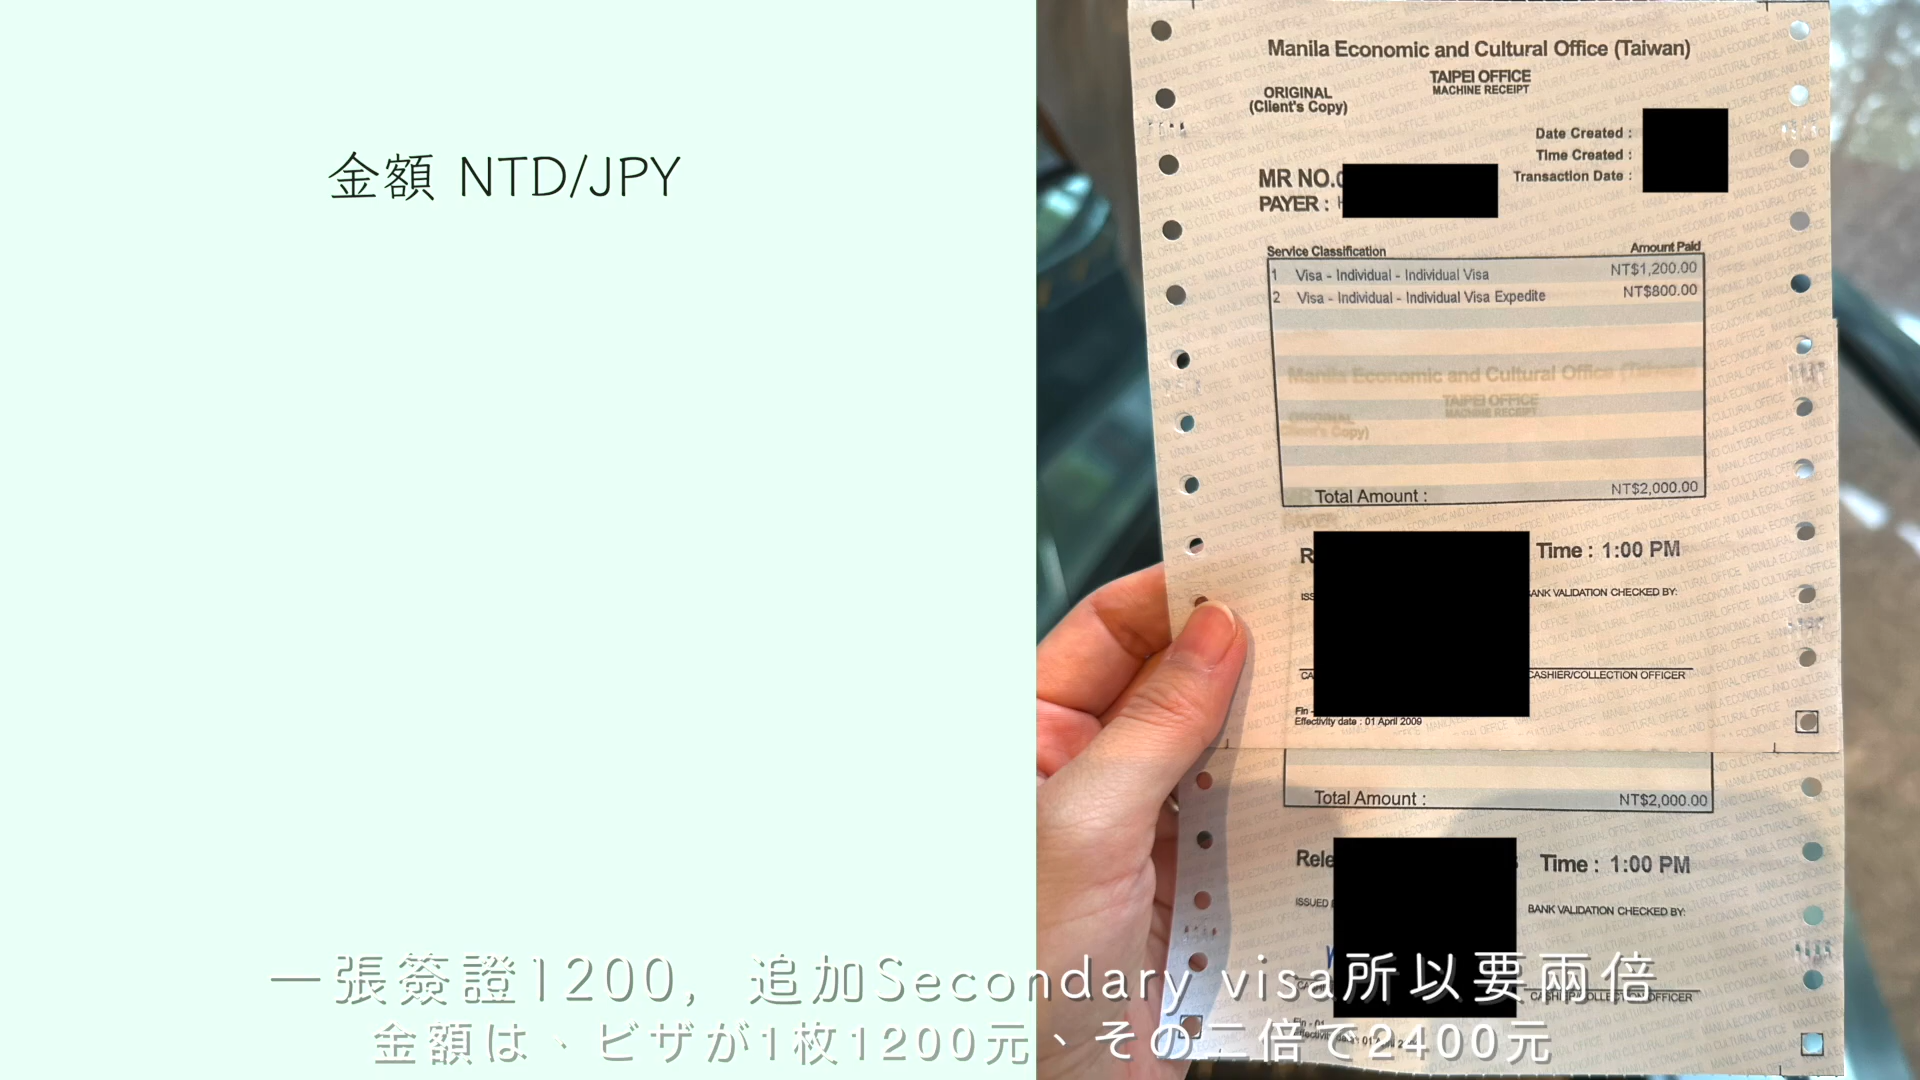 金額 NTD/JPY
Manila Economic and Cultural Office (Taiwan)
TAIPEI OFFICE
MACHINE RECEIPT
ORIGINAL
(Client's Copy)
Date Created :
Time Created :
Transaction Date :
MR NO.
PAYER :
Service Classification
Amount Paid
1 Visa - Individual - Individual Visa NT$1,200.00
2 Visa - Individual - Individual Visa Expedite NT$800.00
Total Amount : NT$2,000.00
Time : 1:00 PM
BANK VALIDATION CHECKED BY:
CASHIER/COLLECTION OFFICER
Effectivity date : 01 April 2009
Total Amount : NT$2,000.00
Time : 1:00 PM
ISSUED
BANK VALIDATION CHECKED BY:
CASHIER/COLLECTION OFFICER
一張簽證1200，追加Secondary visa所以要兩倍
金額は、ビザが1枚1200元、その二倍で2400元